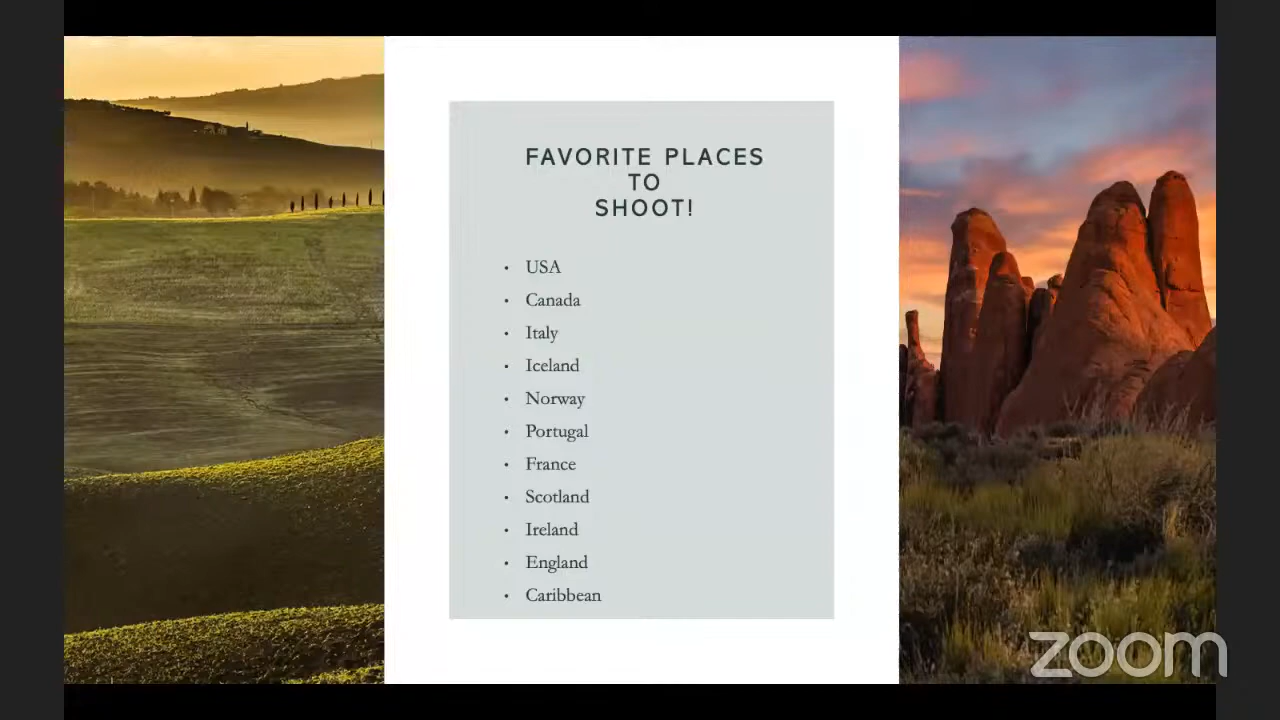 FAVORITE PLACES
TO
SHOOT!
• USA
• Canada
• Italy
• Iceland
• Norway
• Portugal
• France
• Scotland
• Ireland
• England
• Caribbean
zoom